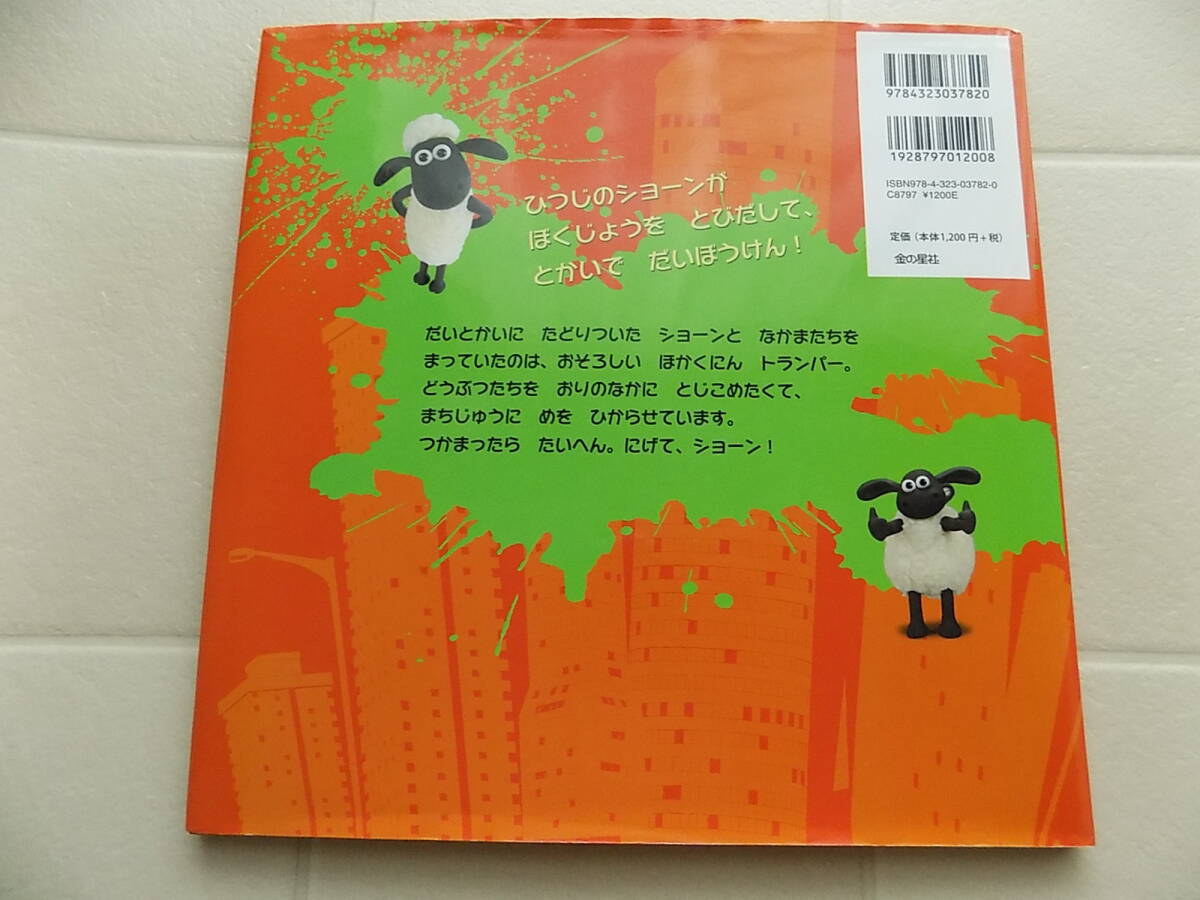 9784323037820
1928797012008
ISBN978-4-323-03782-0
C8797 ¥1200E
定価(本体1,200円+税)
金の星社
ひつじのショーンが
ぼくじょうを　とびだして、
とかいで　だいぼうけん!
だいとかいに　たどりついた　ショーンと　なかまたちを
まっていたのは、おそろしい　ほかくにん　トランパー。
どうぶつたちを　おりのなかに　とじこめたくて、
まちじゅうに　めを　ひからせています。
つかまったら　たいへん。にげて、ショーン!